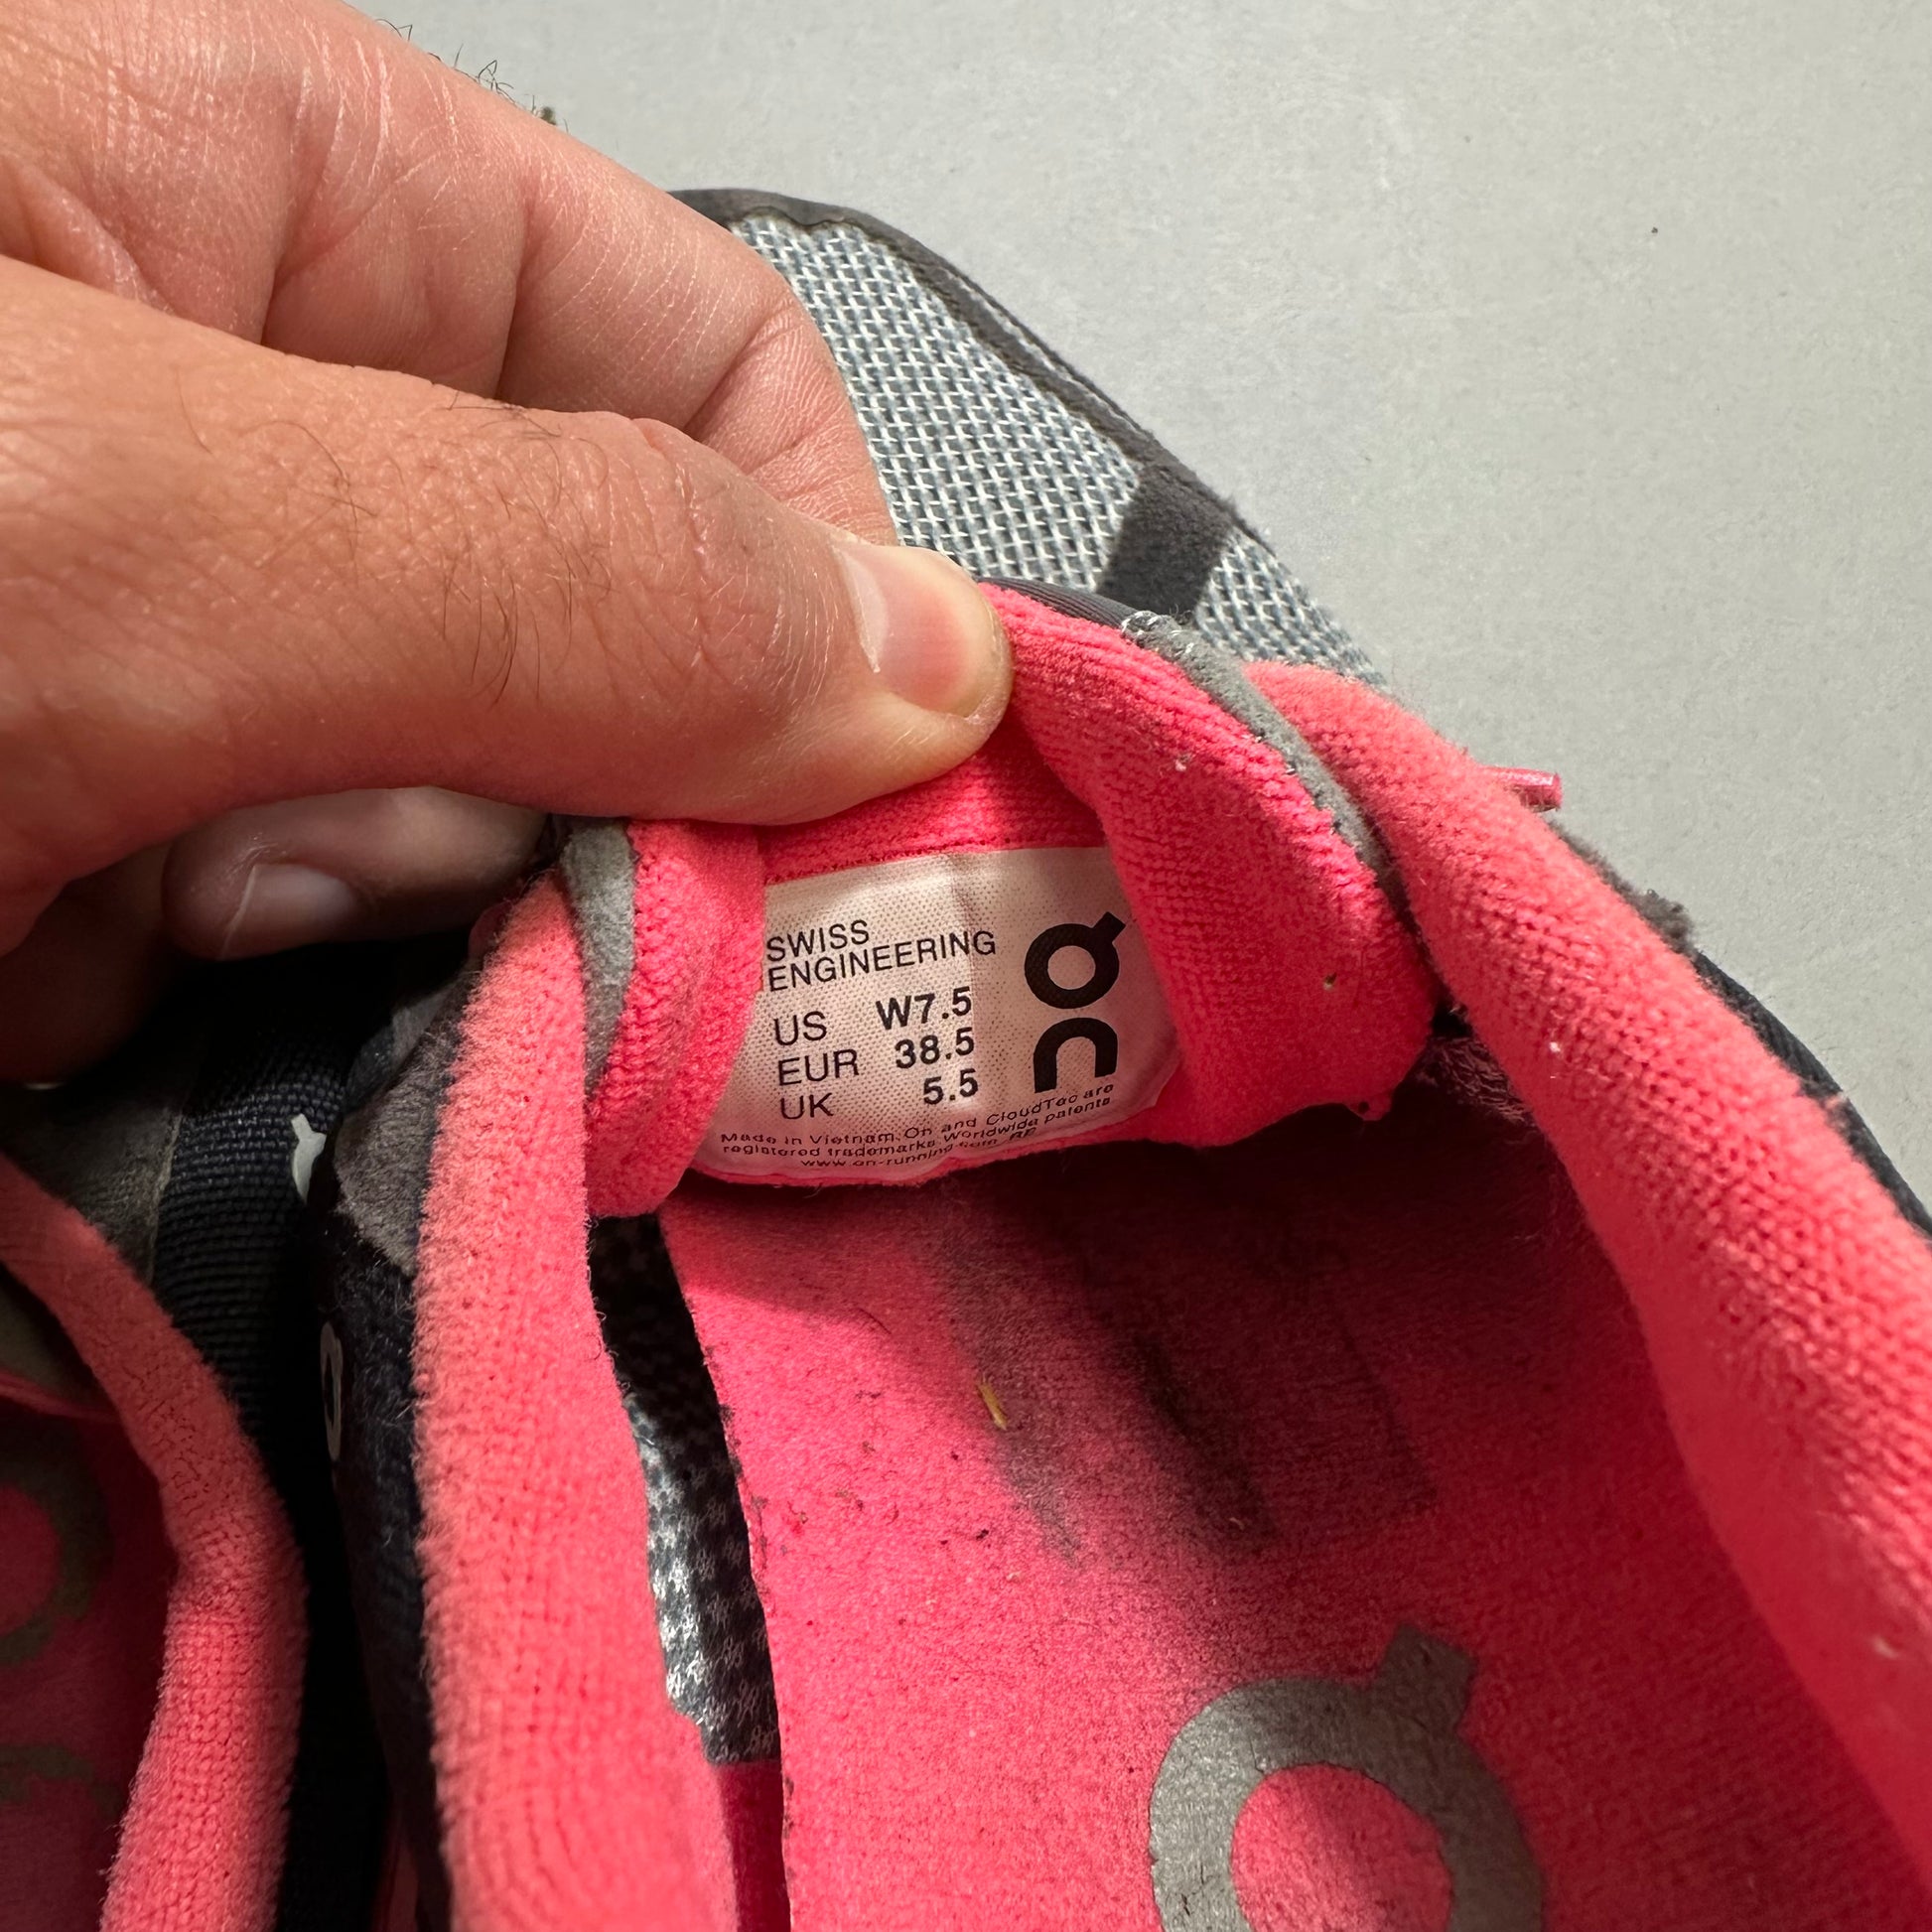 SWISS
ENGINEERING
US W7.5
EUR 38.5
UK 5.5
Made in Vietnam. On and CloudTec are
registered trademarks. Worldwide patents
www.on-running.com